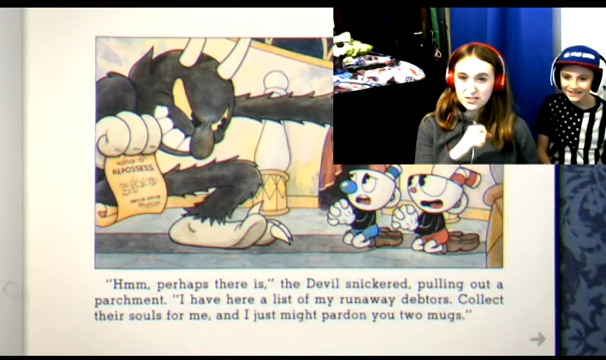 NOTICE TO
REPOSSESS
"Hmm, perhaps there is," the Devil snickered, pulling out a
parchment. "I have here a list of my runaway debtors. Collect
their souls for me, and I just might pardon you two mugs."